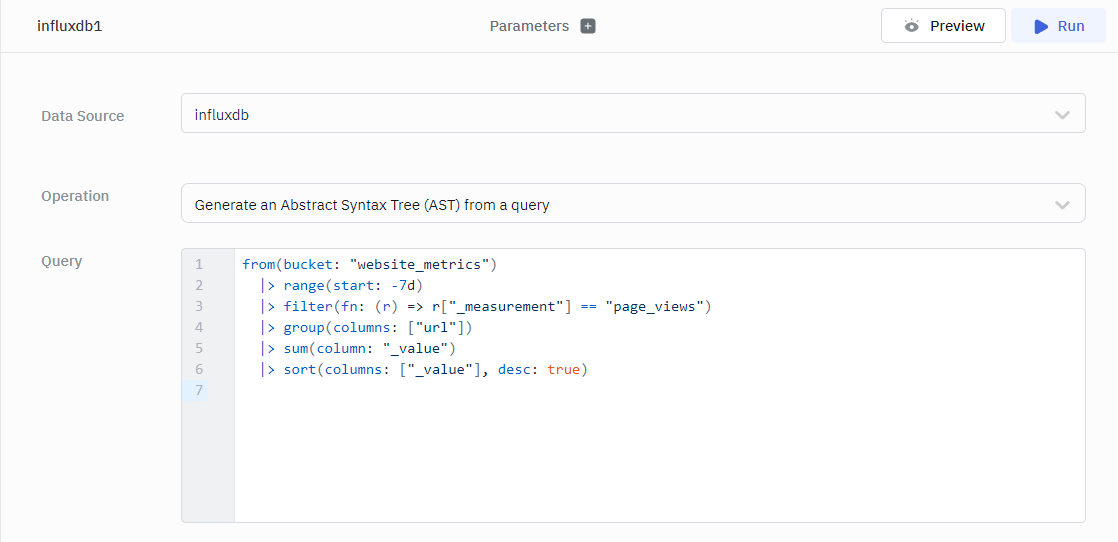 influxdb1
Parameters +
Preview
Run
Data Source
influxdb
Operation
Generate an Abstract Syntax Tree (AST) from a query
Query
1 from(bucket: "website_metrics")
2 |> range(start: -7d)
3 |> filter(fn: (r) => r["_measurement"] == "page_views")
4 |> group(columns: ["url"])
5 |> sum(column: "_value")
6 |> sort(columns: ["_value"], desc: true)
7